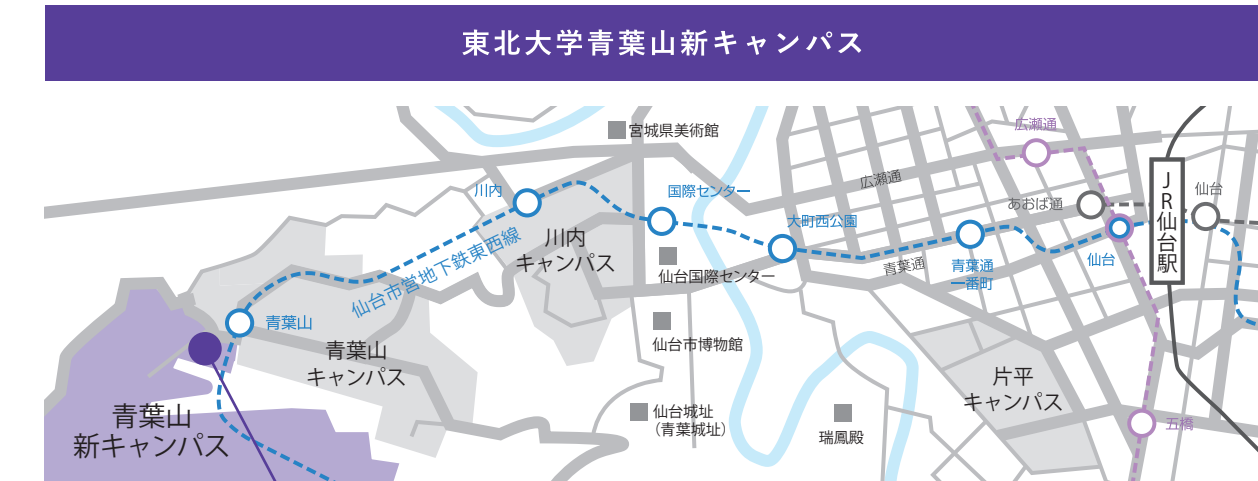 東北大学青葉山新キャンパス
宮城県美術館
広瀬通
川内
国際センター
広瀬通
あおば通
仙台
JR仙台駅
大町西公園
川内
キャンパス
仙台市営地下鉄東西線
仙台国際センター
青葉通
青葉通
一番町
仙台
青葉山
青葉山
キャンパス
仙台市博物館
片平
キャンパス
青葉山
新キャンパス
仙台城址
（青葉城址）
瑞鳳殿
五橋